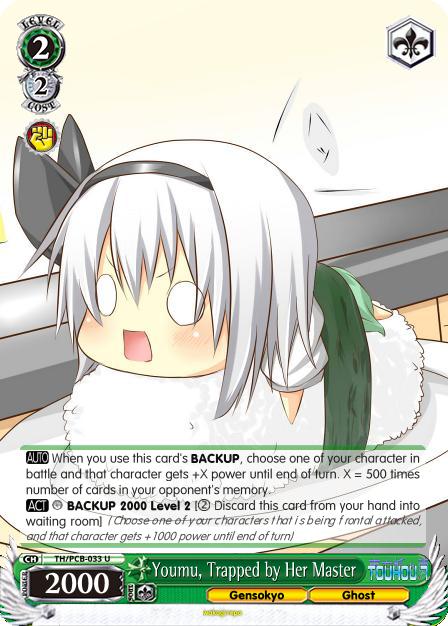 LEVEL
2
2
COST
AUTO When you use this card's BACKUP, choose one of your character in
battle and that character gets +X power until end of turn. X = 500 times
number of cards in your opponent's memory.
ACT BACKUP 2000 Level 2 [② Discard this card from your hand into
waiting room] (Choose one of your characters that is being frontal attacked,
and that character gets +1000 power until end of turn)
CH TH/PCB-033 U
POWER 2000 SOUL Youmu, Trapped by Her Master TOUHOU
Gensokyo Ghost